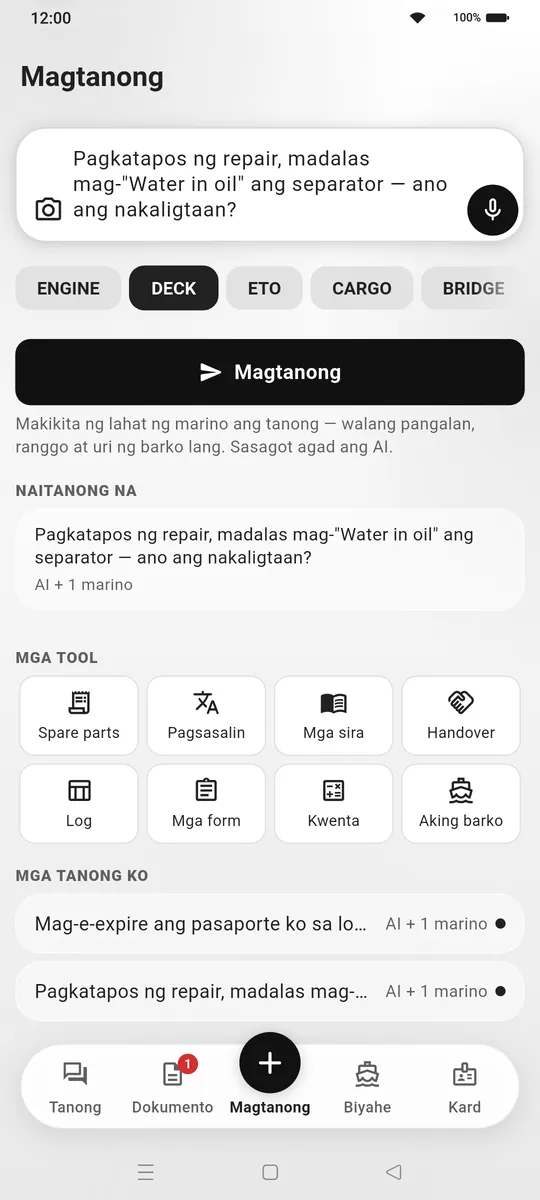 12:00
100%
Magtanong
Pagkatapos ng repair, madalas
mag-"Water in oil" ang separator — ano
ang nakaligtaan?
ENGINE
DECK
ETO
CARGO
BRIDGE
Magtanong
Makikita ng lahat ng marino ang tanong — walang pangalan,
ranggo at uri ng barko lang. Sasagot agad ang AI.
NAITANONG NA
Pagkatapos ng repair, madalas mag-"Water in oil" ang
separator — ano ang nakaligtaan?
AI + 1 marino
MGA TOOL
Spare parts
Pagsasalin
Mga sira
Handover
Log
Mga form
Kwenta
Aking barko
MGA TANONG KO
Mag-e-expire ang pasaporte ko sa lo...
AI + 1 marino
Pagkatapos ng repair, madalas mag-...
AI + 1 marino
1
Tanong
Dokumento
Magtanong
Biyahe
Kard